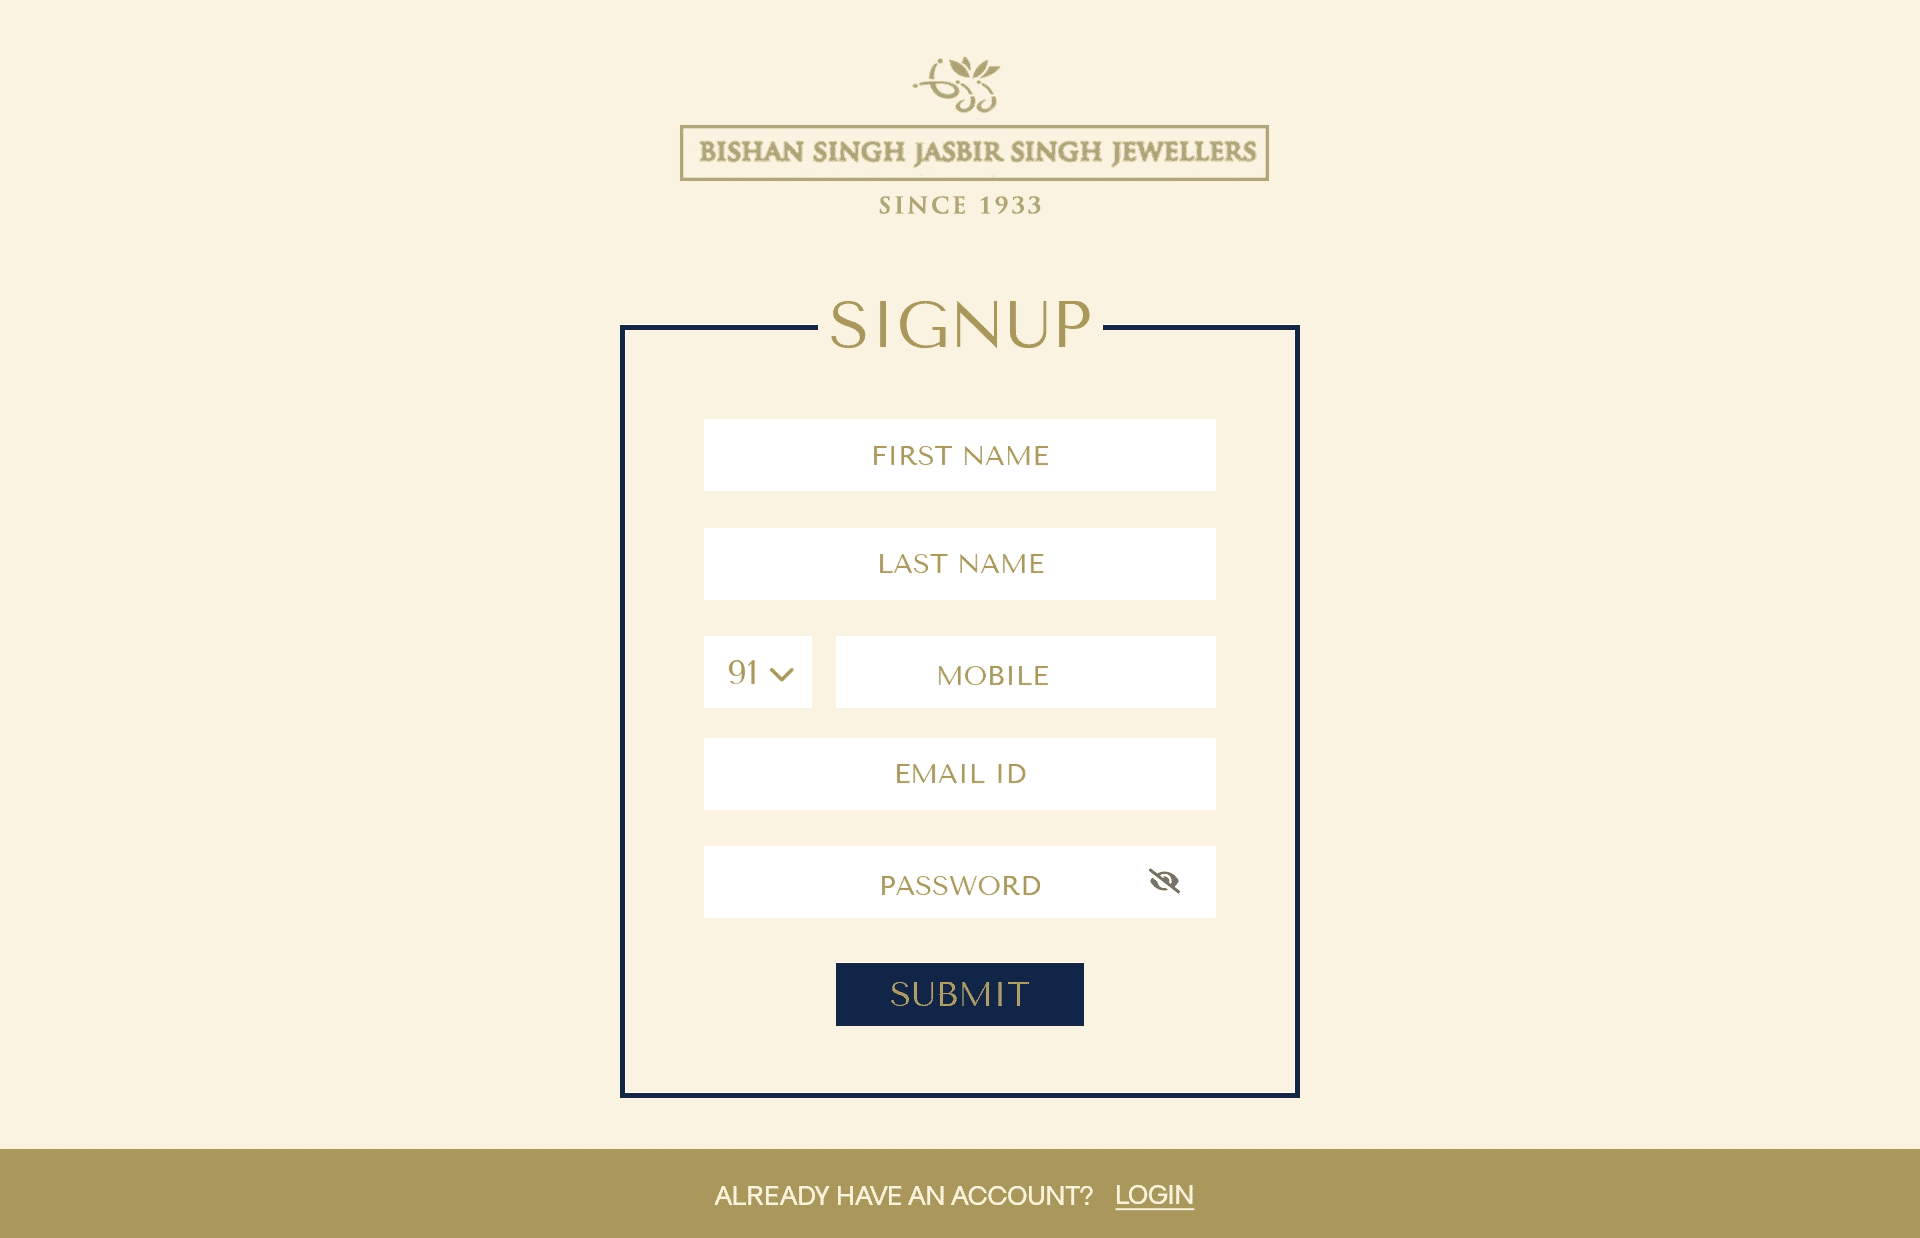 BISHAN SINGH JASBIR SINGH JEWELLERS
SINCE 1933
SIGNUP
FIRST NAME
LAST NAME
91 MOBILE
EMAIL ID
PASSWORD
SUBMIT
ALREADY HAVE AN ACCOUNT? LOGIN